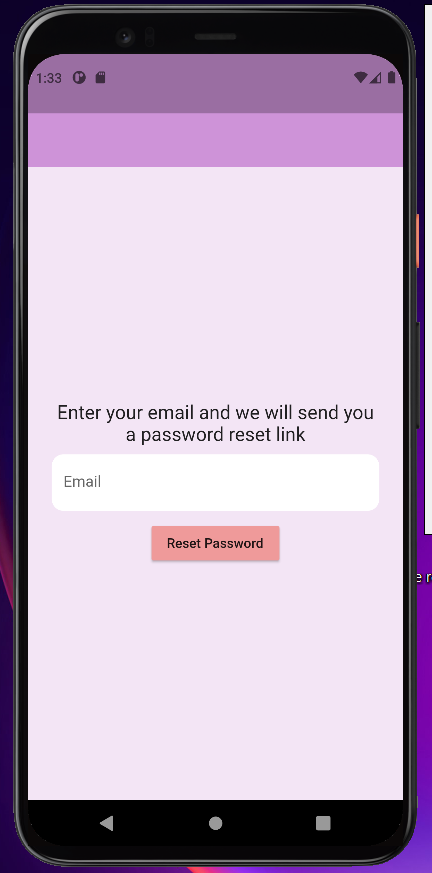 1:33
Enter your email and we will send you
a password reset link
Email
Reset Password
e r